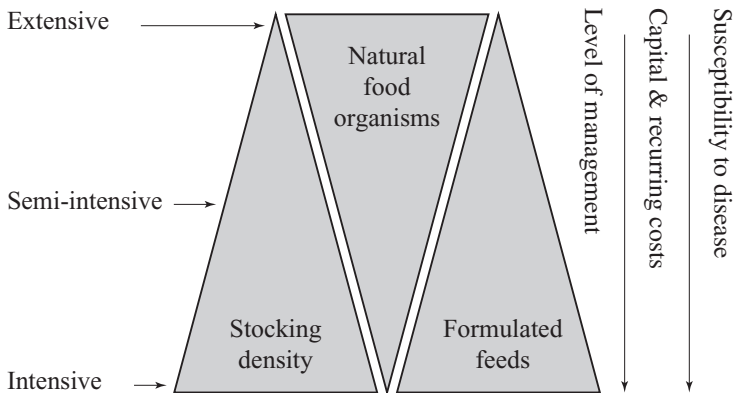 Extensive
Natural
food
organisms
Semi-intensive
Stocking
density
Formulated
feeds
Intensive
Level of management
Capital & recurring costs
Susceptibility to disease